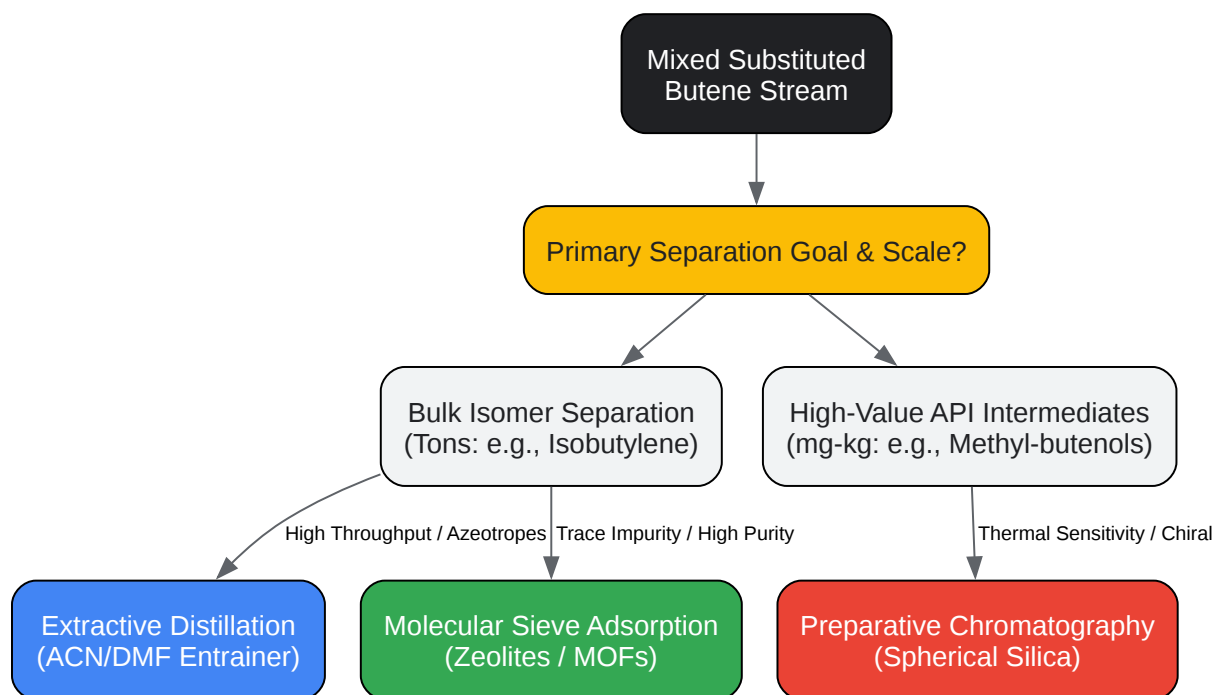 Mixed Substituted
Butene Stream
Primary Separation Goal & Scale?
Bulk Isomer Separation
(Tons: e.g., Isobutylene)
High-Value API Intermediates
(mg-kg: e.g., Methyl-butenols)
High Throughput / Azeotropes
Trace Impurity / High Purity
Thermal Sensitivity / Chiral
Extractive Distillation
(ACN/DMF Entrainer)
Molecular Sieve Adsorption
(Zeolites / MOFs)
Preparative Chromatography
(Spherical Silica)